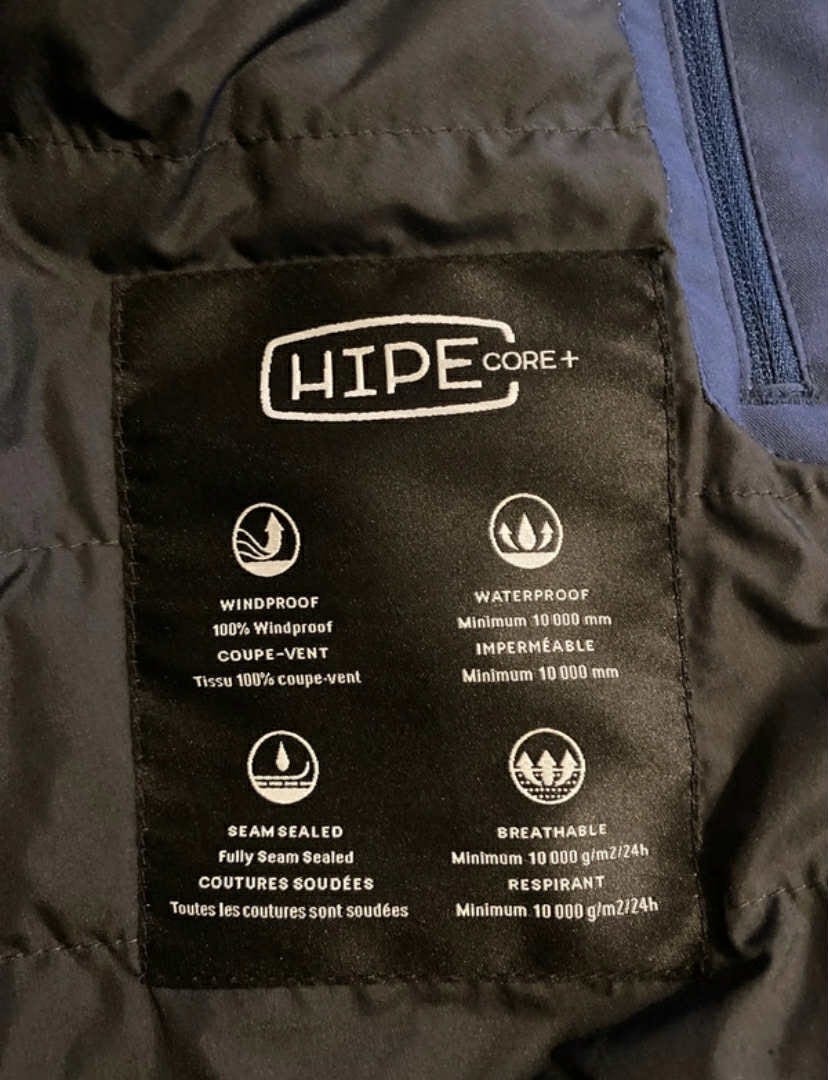 HIPE CORE+
WINDPROOF
100% Windproof
COUPE-VENT
Tissu 100% coupe-vent
WATERPROOF
Minimum 10 000 mm
IMPERMÉABLE
Minimum 10 000 mm
SEAM SEALED
Fully Seam Sealed
COUTURES SOUDÉES
Toutes les coutures sont soudées
BREATHABLE
Minimum 10 000 g/m2/24h
RESPIRANT
Minimum 10 000 g/m2/24h